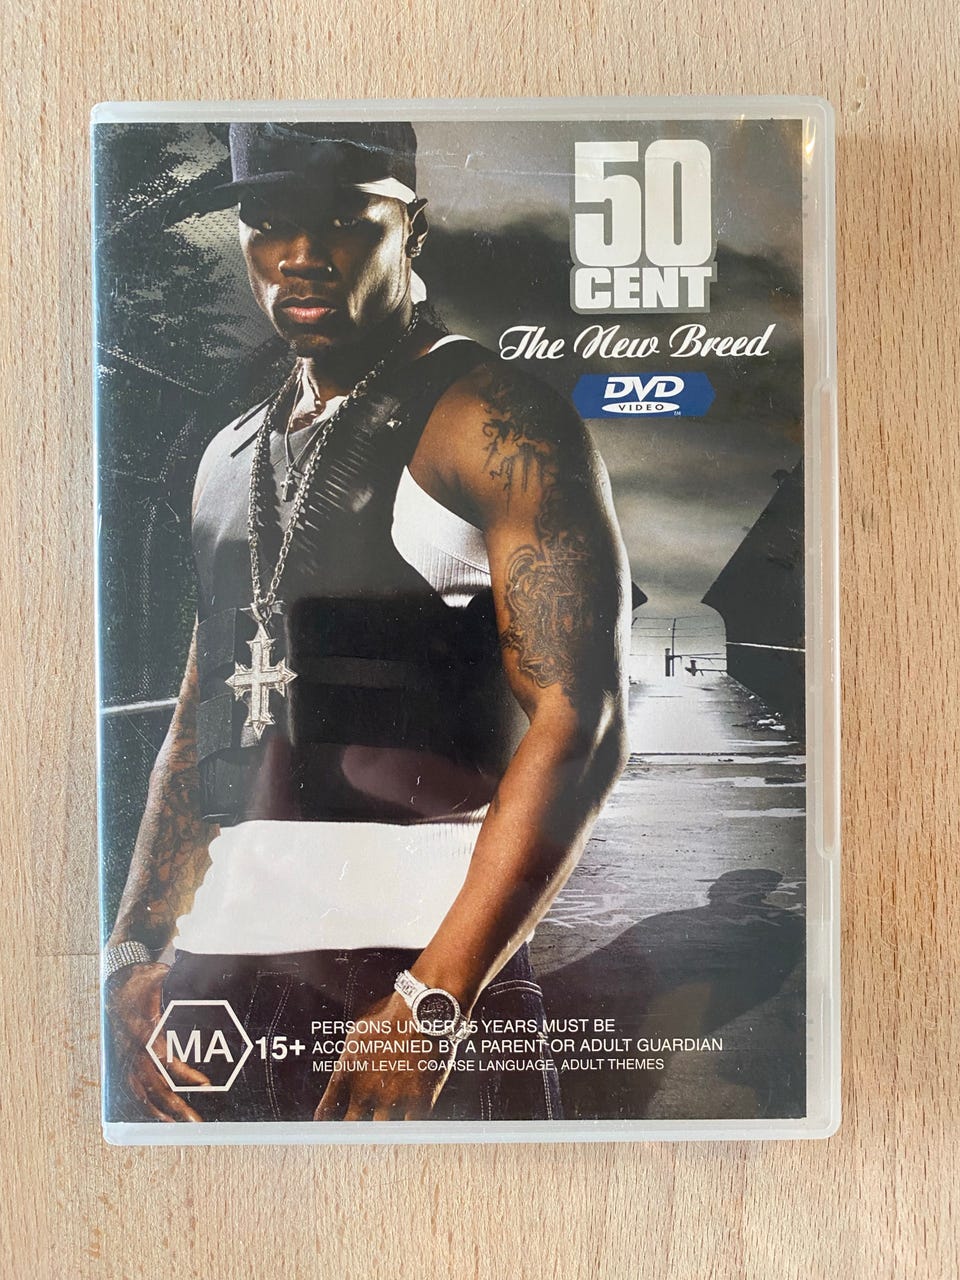 50
CENT
The New Breed
DVD
VIDEO
TM
MA 15+
PERSONS UNDER 15 YEARS MUST BE
ACCOMPANIED BY A PARENT OR ADULT GUARDIAN
MEDIUM LEVEL COARSE LANGUAGE, ADULT THEMES